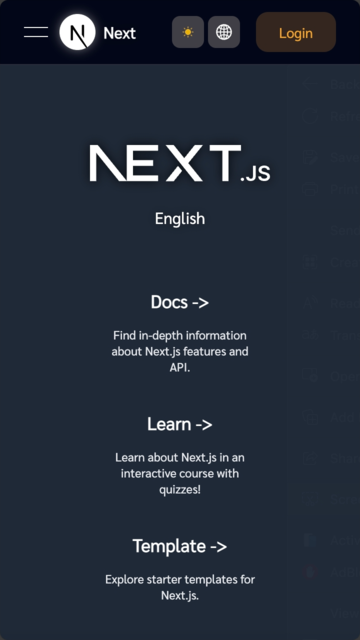 Next
Login
NEXT.JS
English
Docs ->
Find in-depth information
about Next.js features and
API.
Learn ->
Learn about Next.js in an
interactive course with
quizzes!
Template ->
Explore starter templates for
Next.js.